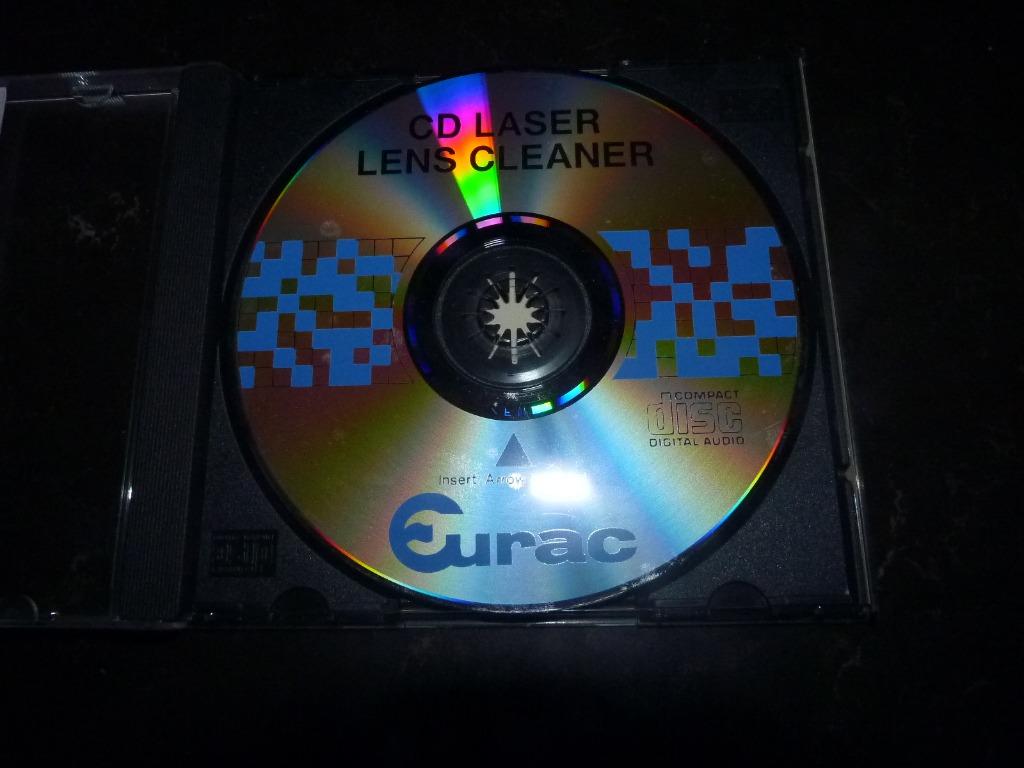 CD LASER
LENS CLEANER
COMPACT
disc
DIGITAL AUDIO
Insert Arrow
Eurac